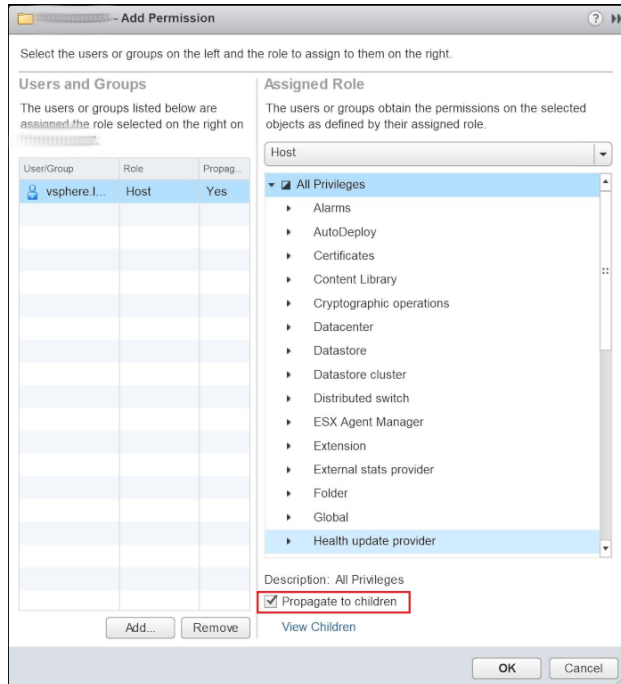 - Add Permission
Select the users or groups on the left and the role to assign to them on the right.
Users and Groups
The users or groups listed below are
assigned the role selected on the right on
User/Group Role Propag...
vsphere.l... Host Yes
Add... Remove
Assigned Role
The users or groups obtain the permissions on the selected
objects as defined by their assigned role.
Host
All Privileges
Alarms
AutoDeploy
Certificates
Content Library
Cryptographic operations
Datacenter
Datastore
Datastore cluster
Distributed switch
ESX Agent Manager
Extension
External stats provider
Folder
Global
Health update provider
Description: All Privileges
Propagate to children
View Children
OK Cancel